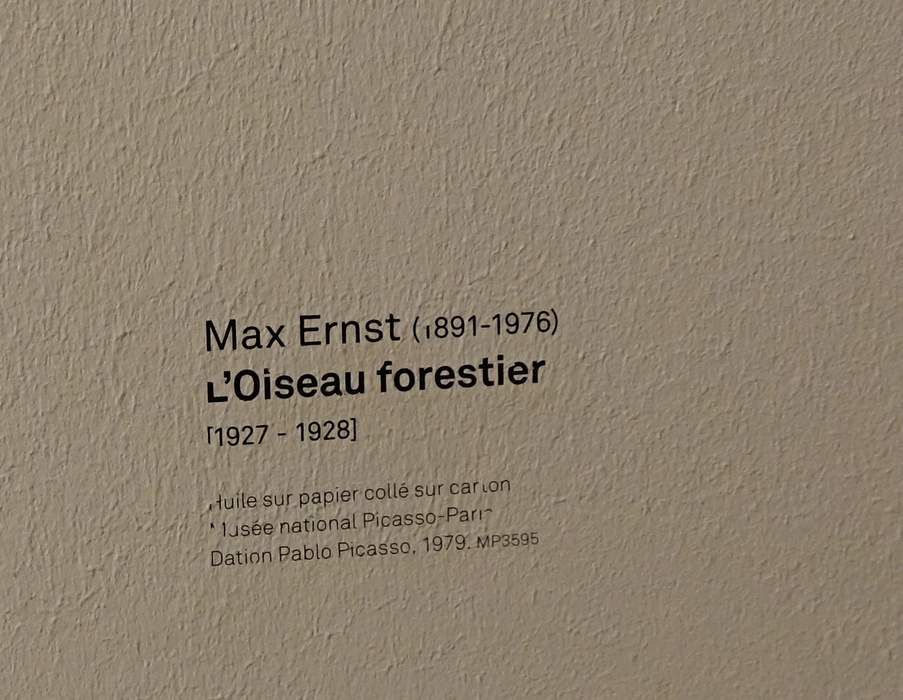 Max Ernst (1891-1976)
L’Oiseau forestier
[1927 - 1928]
Huile sur papier collé sur carton
Musée national Picasso-Paris
Dation Pablo Picasso, 1979. MP3595